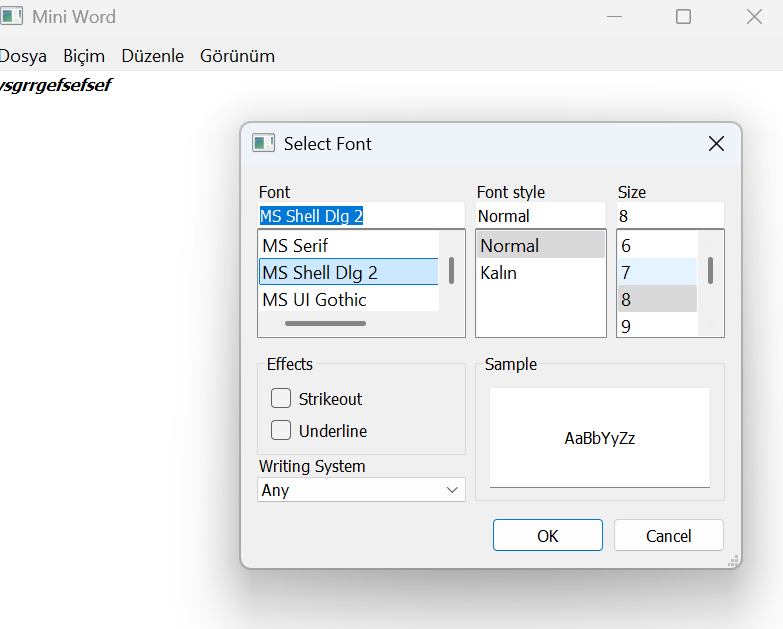 Mini Word
Dosya Biçim Düzenle Görünüm
ysgrrgefsefsef
Select Font
Font Font style Size
MS Shell Dlg 2 Normal 8
MS Serif Normal 6
MS Shell Dlg 2 Kalın 7
MS UI Gothic 8
9
Effects Sample
Strikeout
Underline
AaBbYyZz
Writing System
Any
OK Cancel